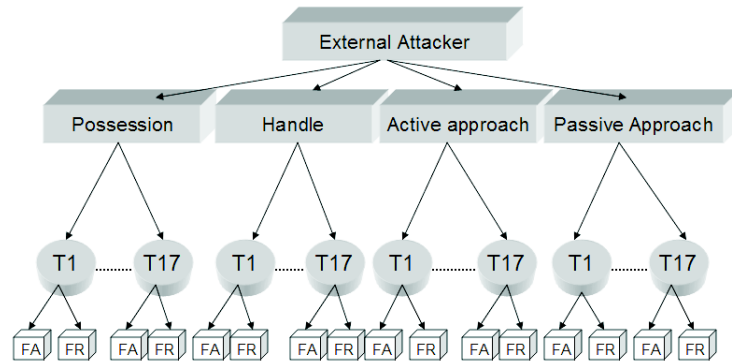 External Attacker
Possession Handle Active approach Passive Approach
T1 ........ T17 T1 ........ T17 T1 ........ T17 T1 ........ T17
FA FR FA FR FA FR FA FR FA FR FA FR FA FR FA FR